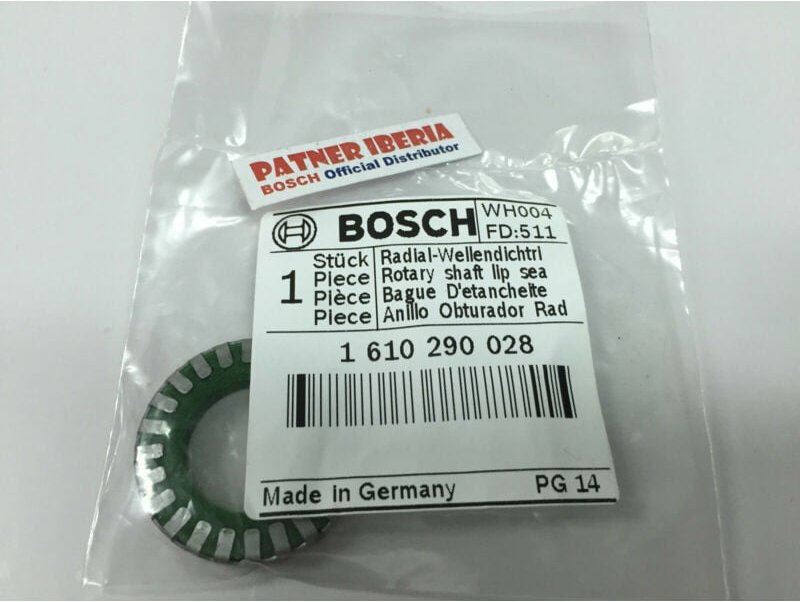 PATNER IBERIA
BOSCH Official Distributor
BOSCH
WH004
FD:511
1
Stück
Piece
Pièce
Piece
Radial-Wellendichtri
Rotary shaft lip sea
Bague D'etancheite
Anillo Obturador Rad
1 610 290 028
Made in Germany
PG 14